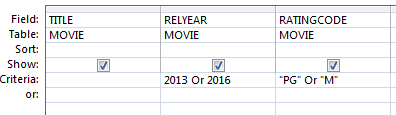 Field: TITLE RELYEAR RATINGCODE
Table: MOVIE MOVIE MOVIE
Sort:
Show:
Criteria: 2013 Or 2016 "PG" Or "M"
or: